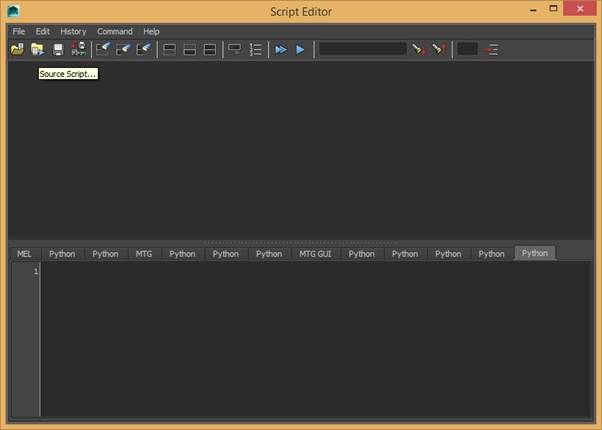 Script Editor
File Edit History Command Help
Source Script...
MEL Python Python MTG Python Python Python MTG GUI Python Python Python Python Python
1